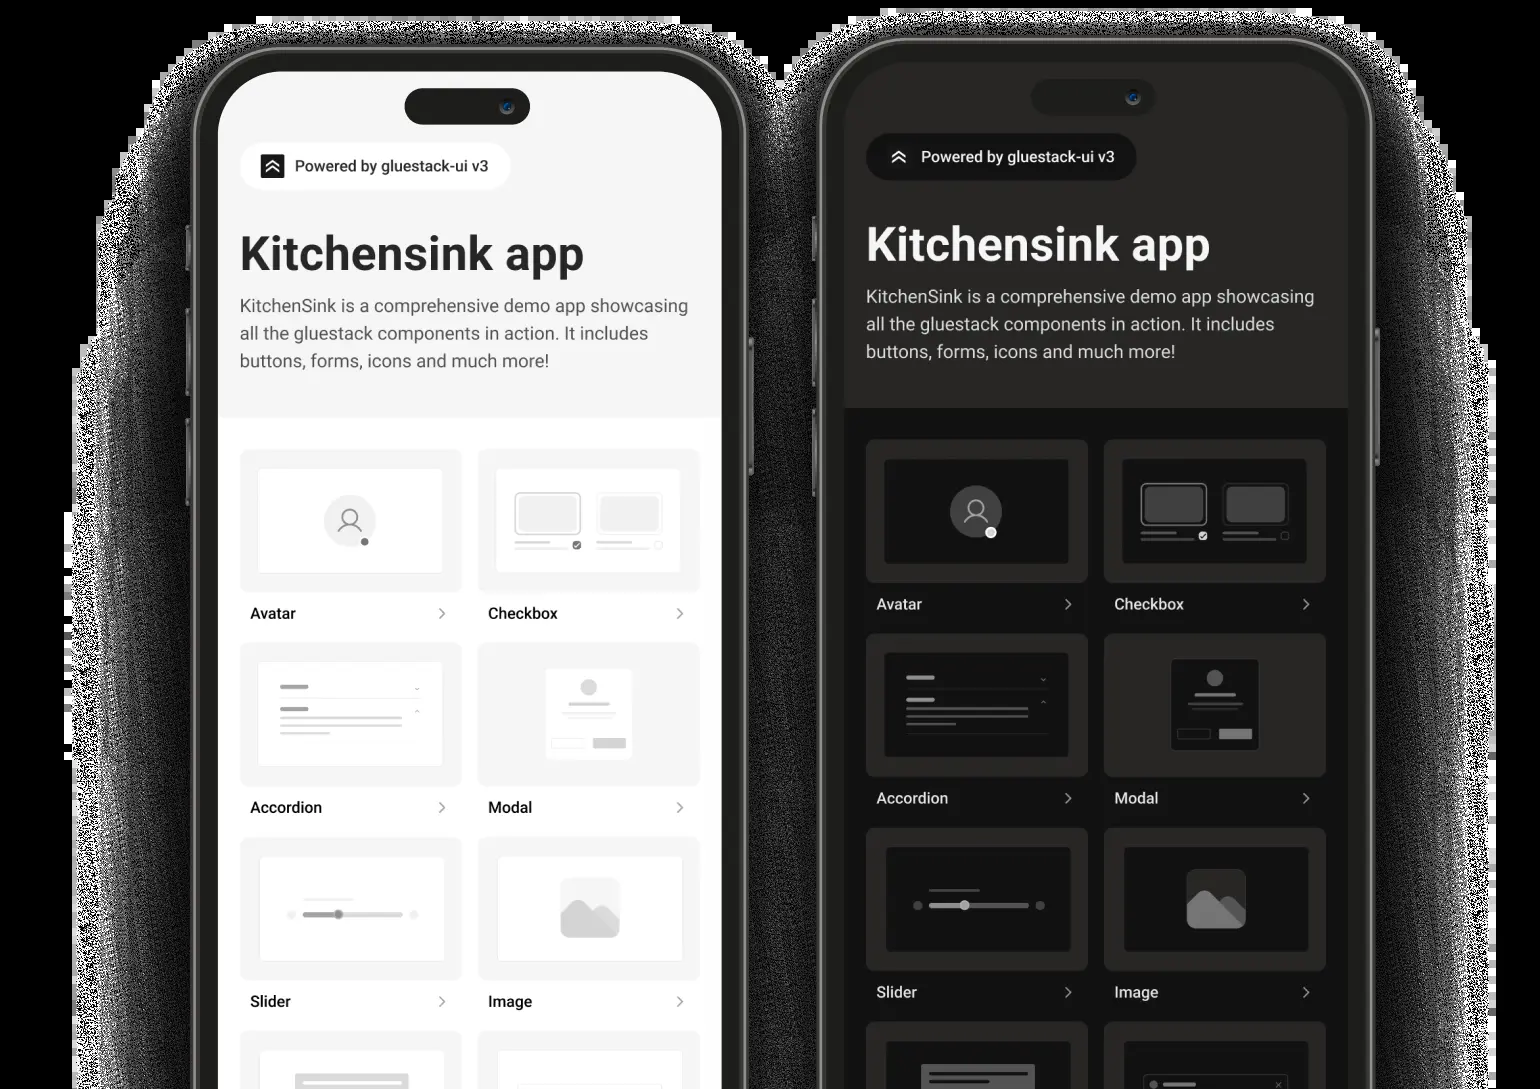 Powered by gluestack-ui v3
Kitchensink app
KitchenSink is a comprehensive demo app showcasing
all the gluestack components in action. It includes
buttons, forms, icons and much more!
Avatar
Checkbox
Accordion
Modal
Slider
Image
Powered by gluestack-ui v3
Kitchensink app
KitchenSink is a comprehensive demo app showcasing
all the gluestack components in action. It includes
buttons, forms, icons and much more!
Avatar
Checkbox
Accordion
Modal
Slider
Image